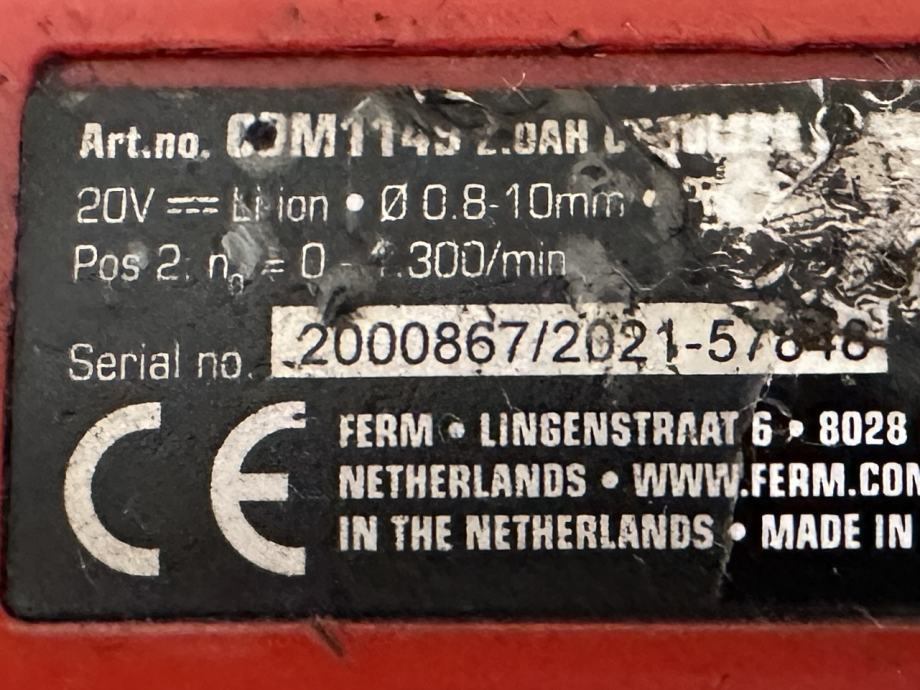 Art.no. CDM1149 2.0AH
20V Li-ion • Ø 0.8-10mm •
Pos 2: n₀ = 0 - 1.300/min
Serial no. 2000867/2021-57848
CE FERM • LINGENSTRAAT 6 • 8028
NETHERLANDS • WWW.FERM.COM
IN THE NETHERLANDS • MADE IN